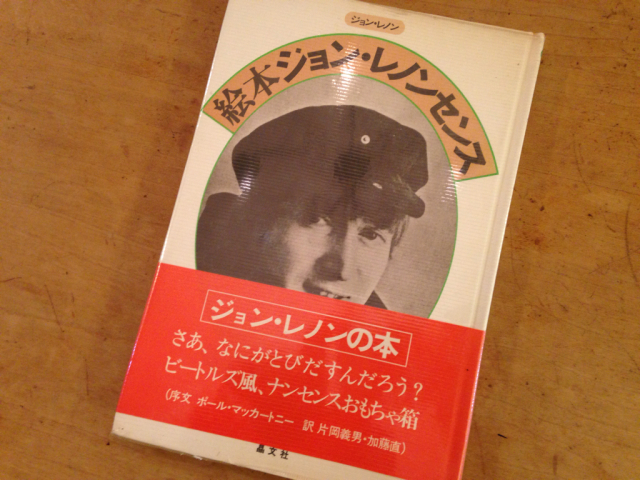 ジョン・レノン
絵本ジョン・レノンセンス
ジョン・レノンの本
さあ、なにがとびだすんだろう?
ビートルズ風、ナンセンスおもちゃ箱
(序文 ポール・マッカートニー 訳 片岡義男・加藤直)
晶文社